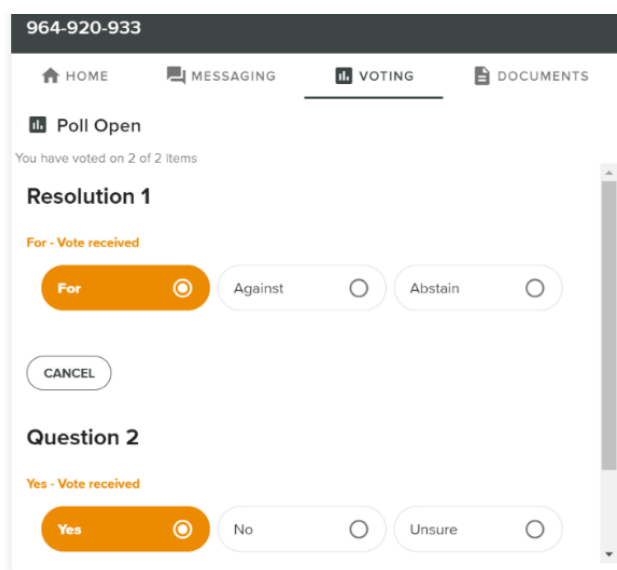 964-920-933
HOME MESSAGING VOTING DOCUMENTS
Poll Open
You have voted on 2 of 2 items
Resolution 1
For - Vote received
For Against Abstain
CANCEL
Question 2
Yes - Vote received
Yes No Unsure